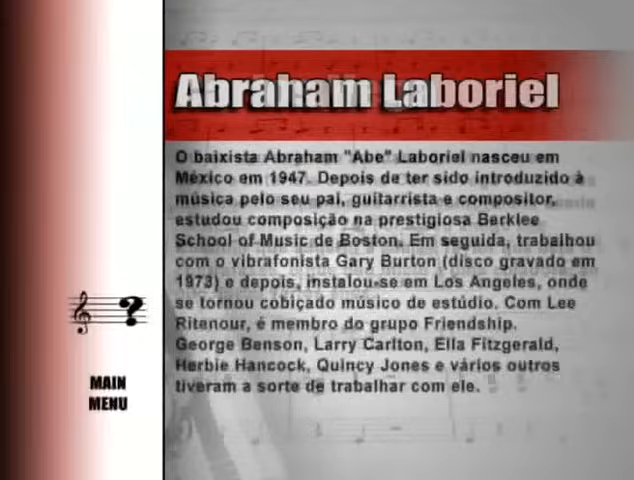 Abraham Laboriel
O baixista Abraham "Abe" Laboriel nasceu em
México em 1947. Depois de ter sido introduzido à
música pelo seu pai, guitarrista e compositor,
estudou composição na prestigiosa Berklee
School of Music de Boston. Em seguida, trabalhou
com o vibrafonista Gary Burton (disco gravado em
1973) e depois, instalou-se em Los Angeles, onde
se tornou cobiçado músico de estúdio. Com Lee
Ritenour, é membro do grupo Friendship.
George Benson, Larry Carlton, Ella Fitzgerald,
Herbie Hancock, Quincy Jones e vários outros
tiveram a sorte de trabalhar com ele.
?
MAIN
MENU